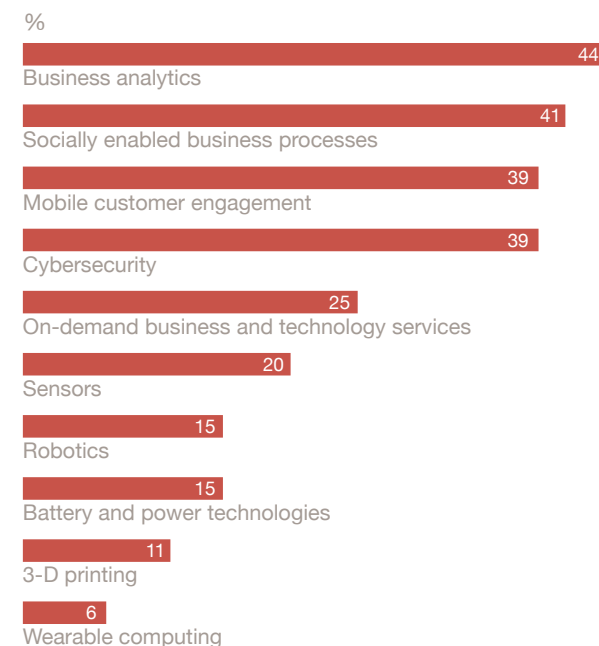 %
44
Business analytics
41
Socially enabled business processes
39
Mobile customer engagement
39
Cybersecurity
25
On-demand business and technology services
20
Sensors
15
Robotics
15
Battery and power technologies
11
3-D printing
6
Wearable computing